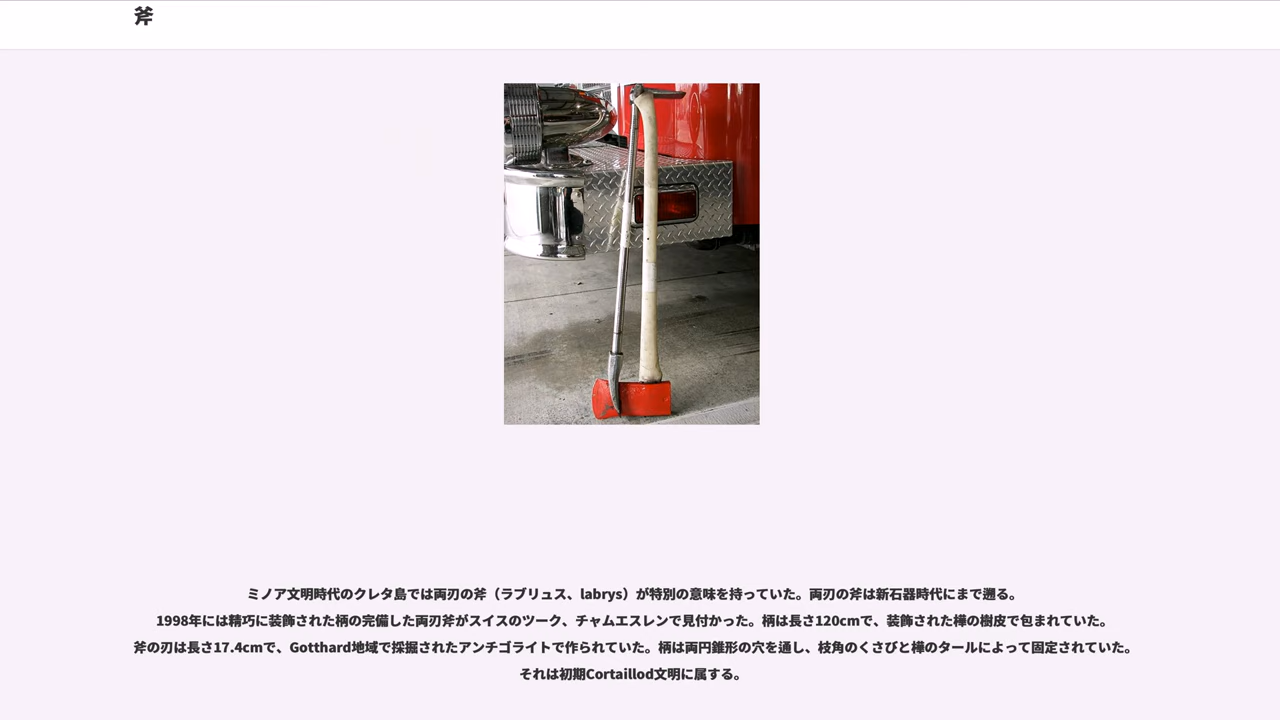 斧
ミノア文明時代のクレタ島では両刃の斧（ラブリュス、labrys）が特別の意味を持っていた。両刃の斧は新石器時代にまで遡る。
1998年には精巧に装飾された柄の完備した両刃斧がスイスのツーク、チャムエスレンで見付かった。柄は長さ120cmで、装飾された樺の樹皮で包まれていた。
斧の刃は長さ17.4cmで、Gotthard地域で採掘されたアンチゴライトで作られていた。柄は両円錐形の穴を通し、枝角のくさびと樺のタールによって固定されていた。
それは初期Cortaillod文明に属する。